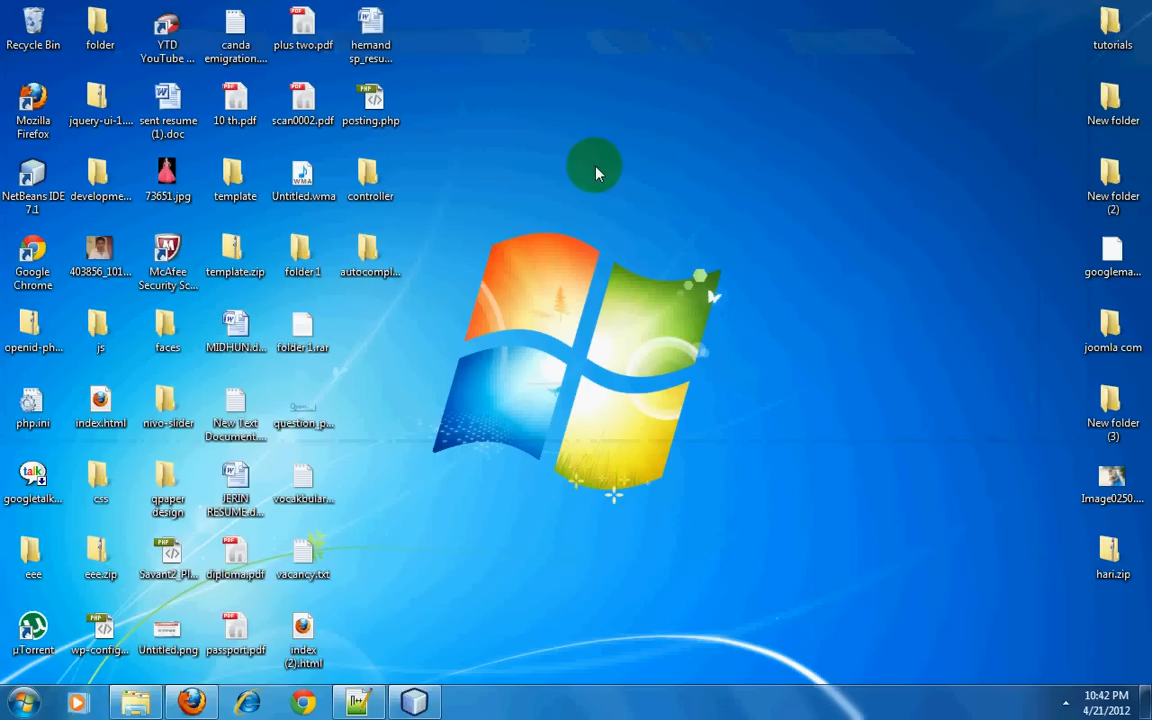 Recycle Bin
folder
YTD
YouTube ...
canda
emigration....
plus two.pdf
hemand
sp_resu...
tutorials
Mozilla
Firefox
jquery-ui-1....
sent resume
(1).doc
10 th.pdf
scan0002.pdf
posting.php
New folder
NetBeans IDE
7.1
developme...
73651.jpg
template
Untitled.wma
controller
New folder
(2)
Google
Chrome
403856_101...
McAfee
Security Sc...
template.zip
folder1
autocompl...
googlema...
openid-ph...
js
faces
MIDHUN.d...
folder1.rar
joomla com
php.ini
index.html
nivo-slider
New Text
Document....
question_p...
New folder
(3)
talk
googletalk...
css
qpaper
design
JERIN
RESUME.d...
vocakbular...
Image0250....
eee
eee.zip
Savant2_Pl...
diploma.pdf
vacancy.txt
hari.zip
µTorrent
wp-config...
Untitled.png
passport.pdf
index
(2).html
10:42 PM
4/21/2012